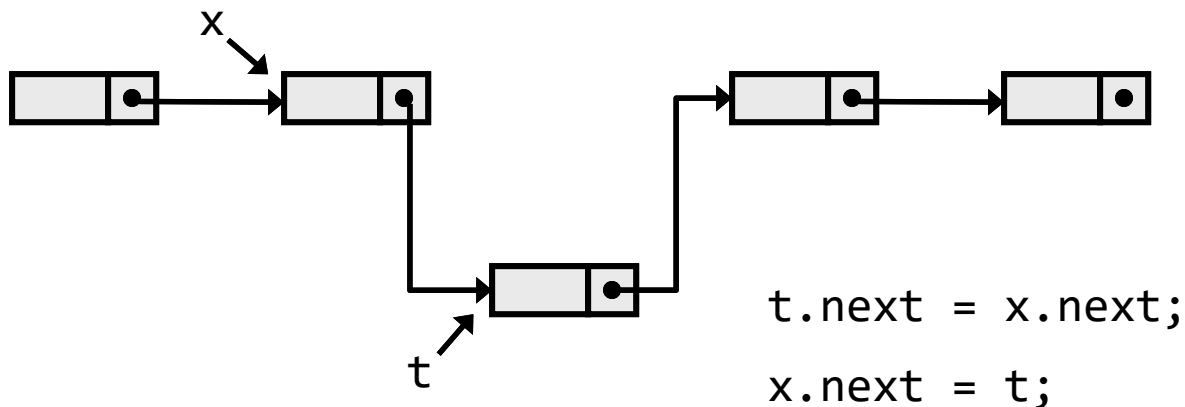 x
t.next = x.next;
t
x.next = t;